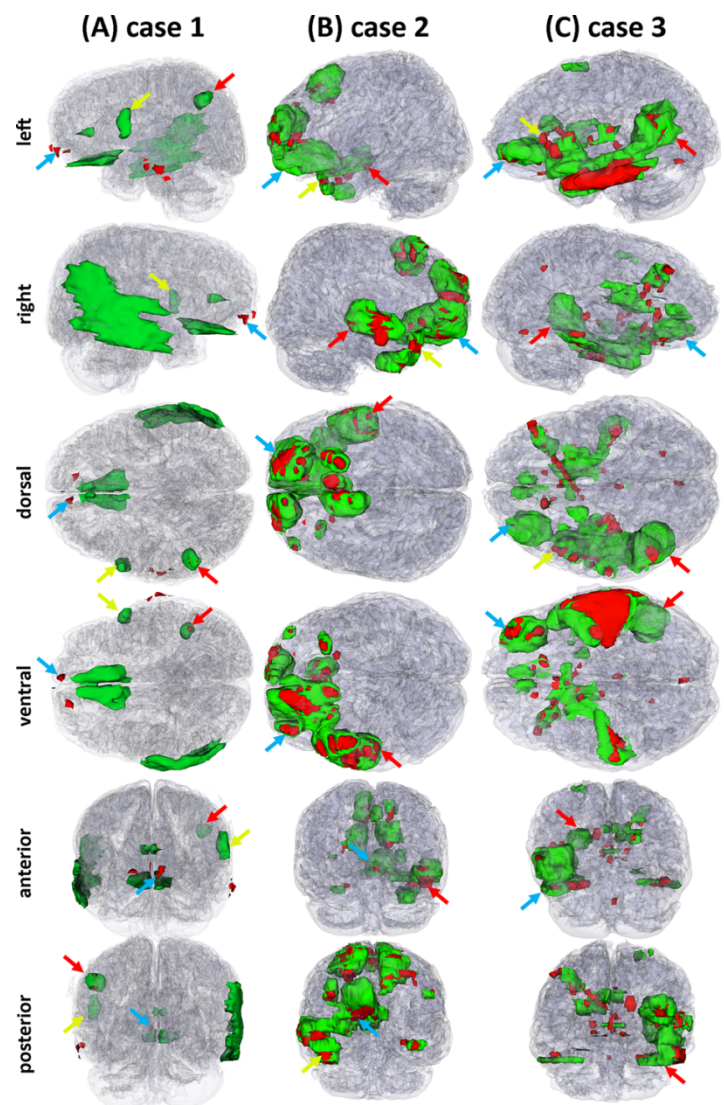 (A) case 1 (B) case 2 (C) case 3
left
right
dorsal
ventral
anterior
posterior